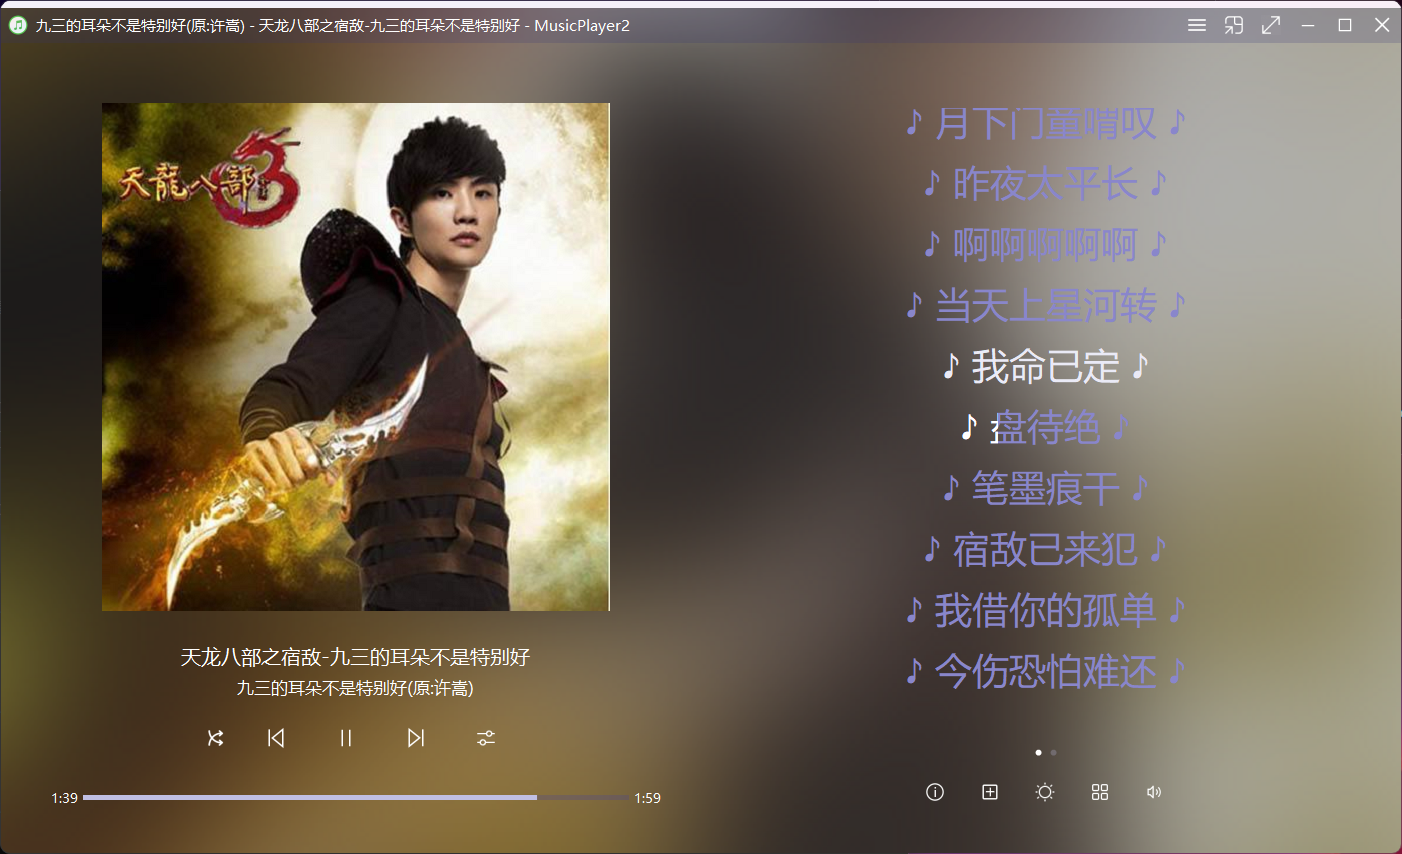 九三的耳朵不是特别好(原:许嵩) - 天龙八部之宿敌-九三的耳朵不是特别好 - MusicPlayer2
天龍八部 3
天龙八部之宿敌-九三的耳朵不是特别好
九三的耳朵不是特别好(原:许嵩)
1:39
1:59
♪ 月下门童喟叹 ♪
♪ 昨夜太平长 ♪
♪ 啊啊啊啊啊 ♪
♪ 当天上星河转 ♪
♪ 我命已定 ♪
♪ 盘待绝 ♪
♪ 笔墨痕干 ♪
♪ 宿敌已来犯 ♪
♪ 我借你的孤单 ♪
♪ 今伤恐怕难还 ♪